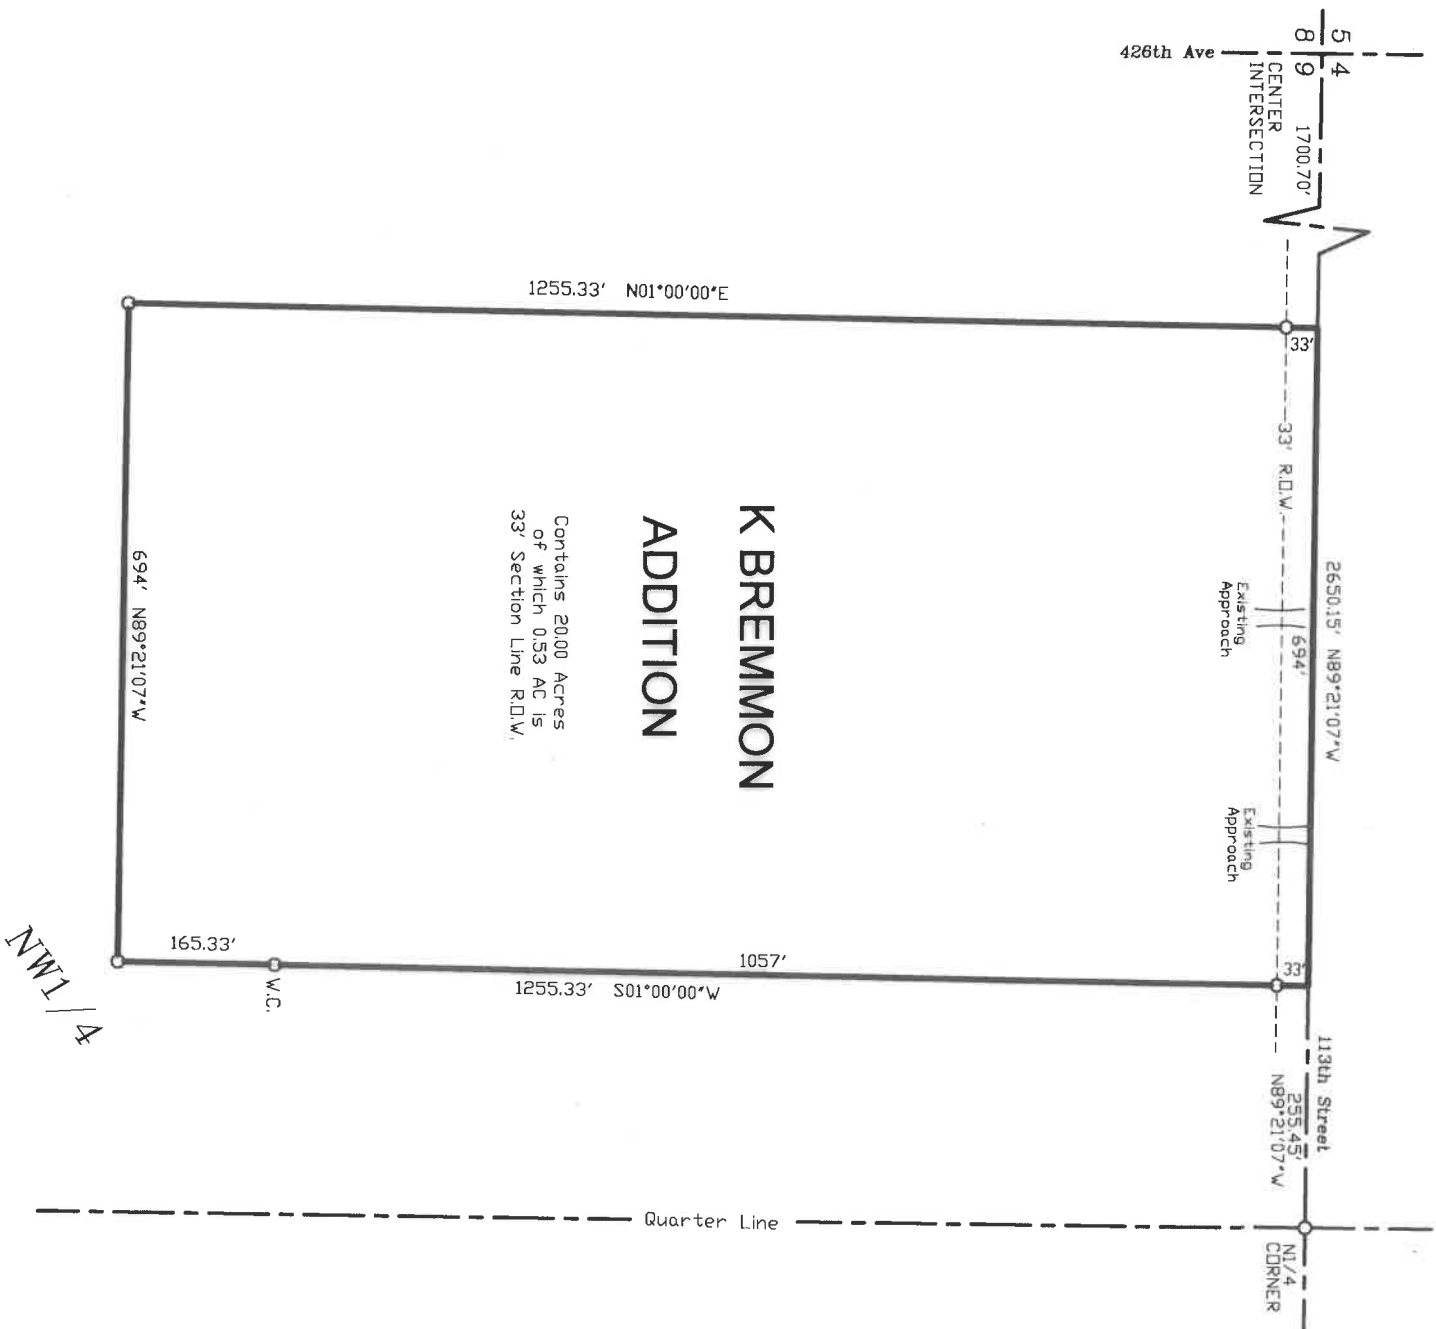 5 4
8 9
426th Ave
CENTER
INTERSECTION
1700.70'
1255.33' N01°00'00"E
33'
33' R.O.W.
2650.15' N89°21'07"W
694'
Existing
Approach
Existing
Approach
K BREMMON
ADDITION
Contains 20.00 Acres
of which 0.53 AC is
33' Section Line R.O.W.
694' N89°21'07"W
165.33'
W.C.
1057'
1255.33' S01°00'00"W
33'
113th Street
255.45'
N89°21'07"W
NW1/4
Quarter Line
N1/4
CORNER